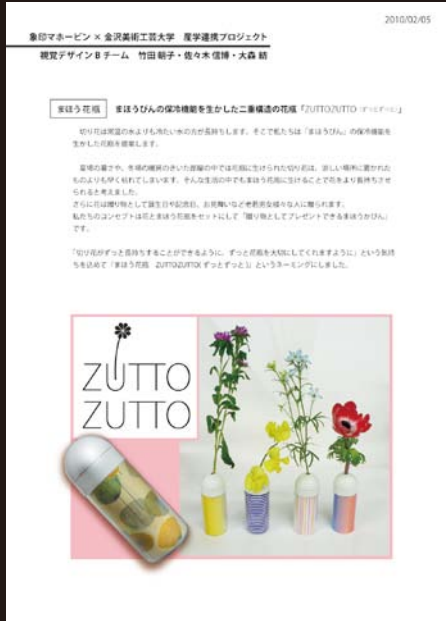 2010/02/05
象印マホービン × 金沢美術工芸大学　産学連携プロジェクト
視覚デザイン B チーム　竹田 朝子・佐々木 信博・大森 結
まほう花瓶　まほうびんの保冷機能を生かした二重構造の花瓶「ZUTTOZUTTO（ずっとずっと）」
切り花は常温の水よりも冷たい水の方が長持ちします。そこで私たちは「まほうびん」の保冷機能を
生かした花瓶を提案します。
夏場の暑さや、冬場の暖房のきいた部屋の中では花瓶に生けられた切り花は、涼しい場所に置かれた
ものよりも早く枯れてしまいます。そんな生活の中でもまほう花瓶に生けることで花をより長持ちさせ
られると考えました。
さらに花は贈り物として誕生日や記念日、お見舞いなど老若男女様々な人に贈られます。
私たちのコンセプトは花とまほう花瓶をセットにして「贈り物としてプレゼントできるまほうかびん」
です。
「切り花がずっと長持ちすることができるように、ずっと花瓶を大切にしてくれますように」という気持
ちを込めて「まほう花瓶　ZUTTOZUTTO( ずっとずっと )」というネーミングにしました。
ZUTTO
ZUTTO